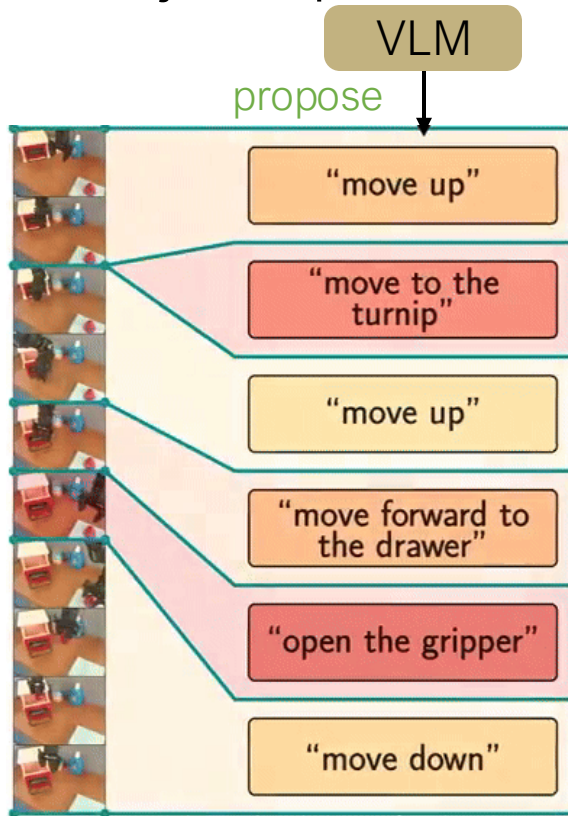 VLM
propose
“move up”
“move to the
turnip”
“move up”
“move forward to
the drawer”
“open the gripper”
“move down”